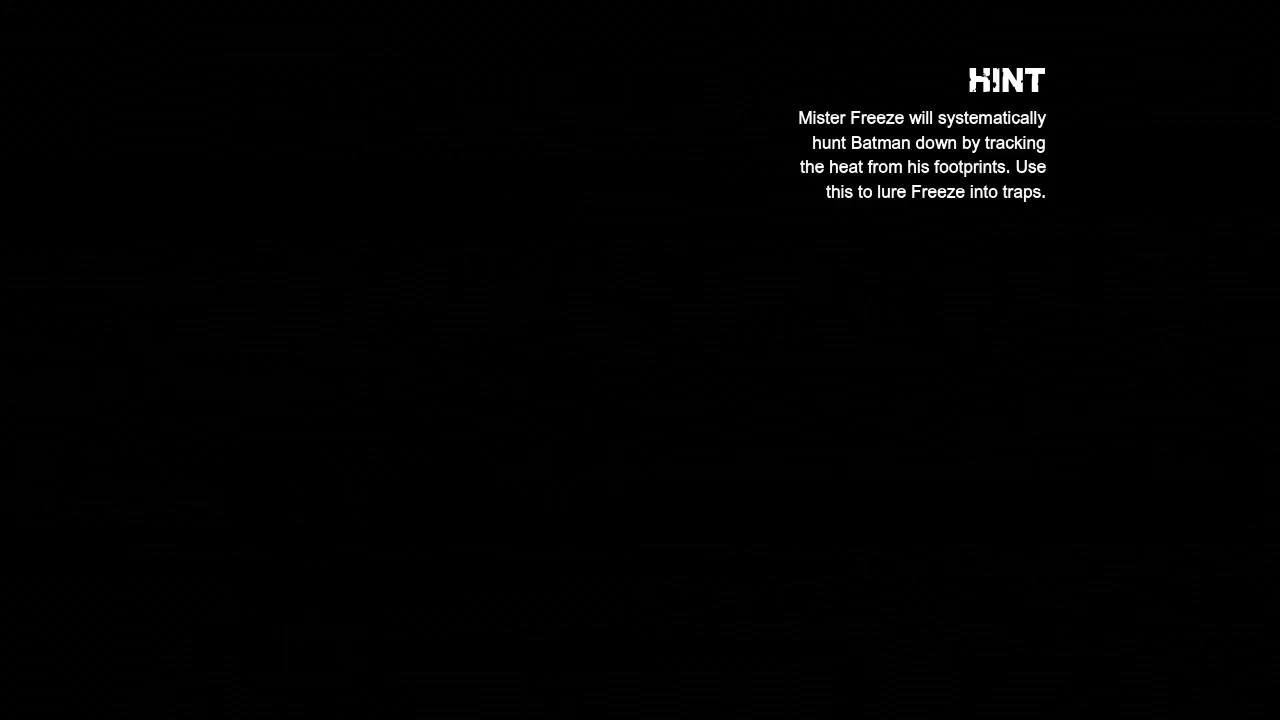 HINT
Mister Freeze will systematically
hunt Batman down by tracking
the heat from his footprints. Use
this to lure Freeze into traps.